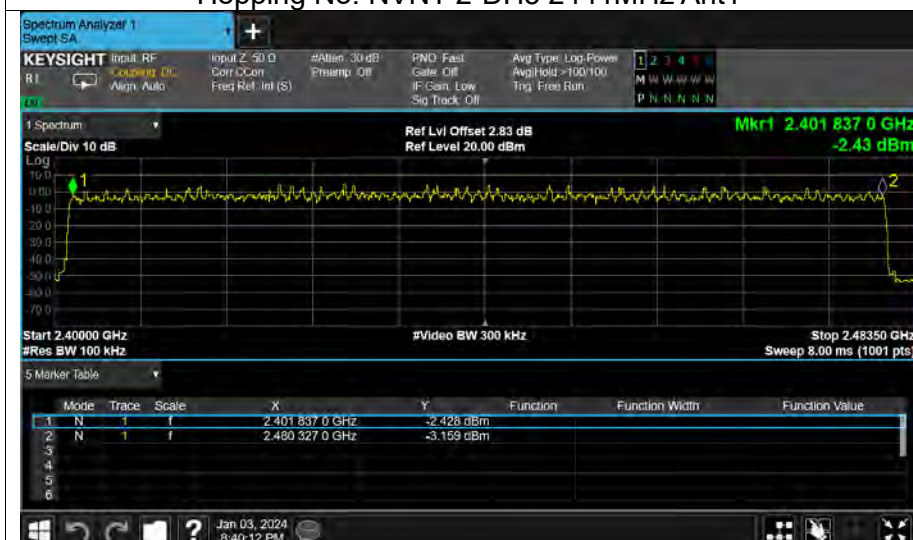 Hopping No. NVNT 2-DH3 2441MHz Ant1
Spectrum Analyzer 1
Swept SA
+
KEYSIGHT Input: RF Input Z: 50 Ω #Atten: 30 dB PNO: Fast Avg Type: Log-Power 1 2 3 4
R1 Coupling: DC Corr CCorr Preamp: Off Gate: Off Avg|Hold >100/100 M W W W W W
Align: Auto Freq Ref: Int (S) IF Gain: Low Trig: Free Run
Sig Track: Off P N N N N N
1 Spectrum
Ref Lvl Offset 2.83 dB Mkr1 2.401 837 0 GHz
Scale/Div 10 dB Ref Level 20.00 dBm -2.43 dBm
Log
10.0
1
2
0.00
-10.0
-20.0
-30.0
-40.0
-50.0
-60.0
-70.0
Start 2.40000 GHz #Video BW 300 kHz Stop 2.48350 GHz
#Res BW 100 kHz Sweep 8.00 ms (1001 pts)
5 Marker Table
Mode Trace Scale X Y Function Function Width Function Value
1 N 1 f 2.401 837 0 GHz -2.428 dBm
2 N 1 f 2.480 327 0 GHz -3.159 dBm
3
4
5
6
? Jan 03, 2024
8:40:12 PM